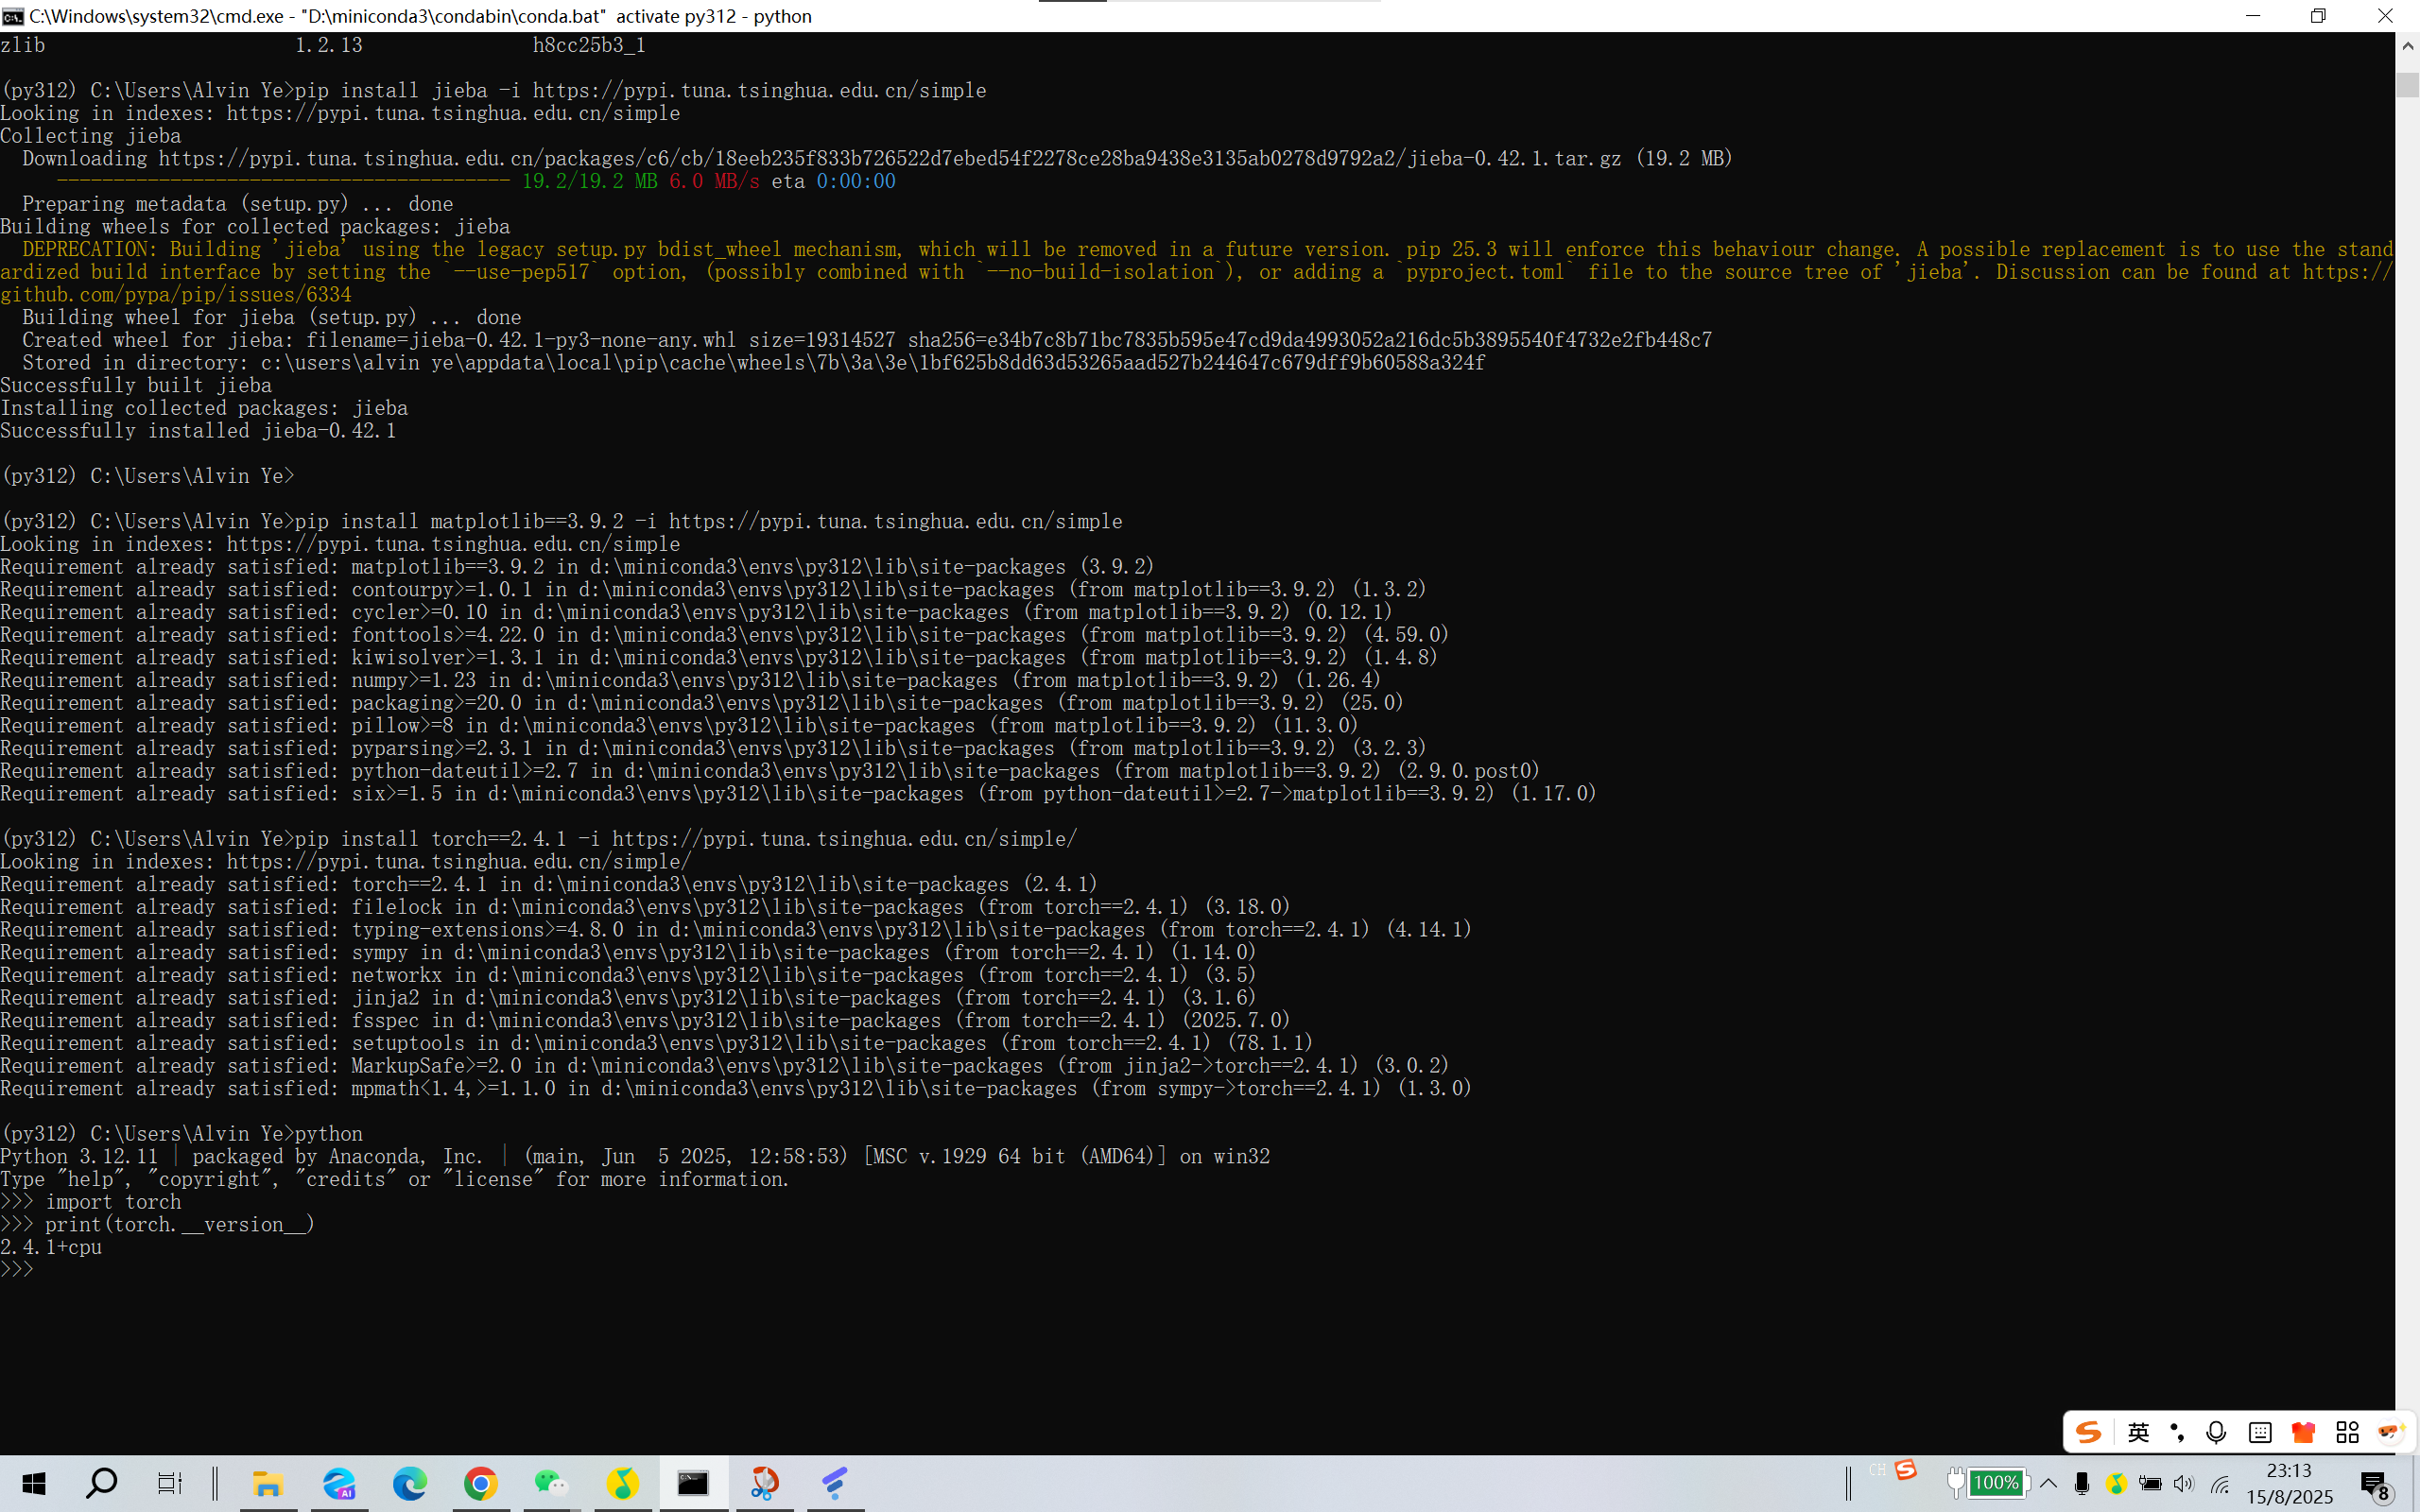 C:\Windows\system32\cmd.exe - "D:\miniconda3\condabin\conda.bat"  activate py312 - python
zlib                      1.2.13               h8cc25b3_1
(py312) C:\Users\Alvin Ye>pip install jieba -i https://pypi.tuna.tsinghua.edu.cn/simple
Looking in indexes: https://pypi.tuna.tsinghua.edu.cn/simple
Collecting jieba
  Downloading https://pypi.tuna.tsinghua.edu.cn/packages/c6/cb/18eeb235f833b726522d7ebed54f2278ce28ba9438e3135ab0278d9792a2/jieba-0.42.1.tar.gz (19.2 MB)
     ---------------------------------------- 19.2/19.2 MB 6.0 MB/s eta 0:00:00
  Preparing metadata (setup.py) ... done
Building wheels for collected packages: jieba
  DEPRECATION: Building 'jieba' using the legacy setup.py bdist_wheel mechanism, which will be removed in a future version. pip 25.3 will enforce this behaviour change. A possible replacement is to use the stand
ardized build interface by setting the `--use-pep517` option, (possibly combined with `--no-build-isolation`), or adding a `pyproject.toml` file to the source tree of 'jieba'. Discussion can be found at https://
github.com/pypa/pip/issues/6334
  Building wheel for jieba (setup.py) ... done
  Created wheel for jieba: filename=jieba-0.42.1-py3-none-any.whl size=19314527 sha256=e34b7c8b71bc7835b595e47cd9da4993052a216dc5b3895540f4732e2fb448c7
  Stored in directory: c:\users\alvin ye\appdata\local\pip\cache\wheels\7b\3a\3e\1bf625b8dd63d53265aad527b244647c679dff9b60588a324f
Successfully built jieba
Installing collected packages: jieba
Successfully installed jieba-0.42.1
(py312) C:\Users\Alvin Ye>
(py312) C:\Users\Alvin Ye>pip install matplotlib==3.9.2 -i https://pypi.tuna.tsinghua.edu.cn/simple
Looking in indexes: https://pypi.tuna.tsinghua.edu.cn/simple
Requirement already satisfied: matplotlib==3.9.2 in d:\miniconda3\envs\py312\lib\site-packages (3.9.2)
Requirement already satisfied: contourpy>=1.0.1 in d:\miniconda3\envs\py312\lib\site-packages (from matplotlib==3.9.2) (1.3.2)
Requirement already satisfied: cycler>=0.10 in d:\miniconda3\envs\py312\lib\site-packages (from matplotlib==3.9.2) (0.12.1)
Requirement already satisfied: fonttools>=4.22.0 in d:\miniconda3\envs\py312\lib\site-packages (from matplotlib==3.9.2) (4.59.0)
Requirement already satisfied: kiwisolver>=1.3.1 in d:\miniconda3\envs\py312\lib\site-packages (from matplotlib==3.9.2) (1.4.8)
Requirement already satisfied: numpy>=1.23 in d:\miniconda3\envs\py312\lib\site-packages (from matplotlib==3.9.2) (1.26.4)
Requirement already satisfied: packaging>=20.0 in d:\miniconda3\envs\py312\lib\site-packages (from matplotlib==3.9.2) (25.0)
Requirement already satisfied: pillow>=8 in d:\miniconda3\envs\py312\lib\site-packages (from matplotlib==3.9.2) (11.3.0)
Requirement already satisfied: pyparsing>=2.3.1 in d:\miniconda3\envs\py312\lib\site-packages (from matplotlib==3.9.2) (3.2.3)
Requirement already satisfied: python-dateutil>=2.7 in d:\miniconda3\envs\py312\lib\site-packages (from matplotlib==3.9.2) (2.9.0.post0)
Requirement already satisfied: six>=1.5 in d:\miniconda3\envs\py312\lib\site-packages (from python-dateutil>=2.7->matplotlib==3.9.2) (1.17.0)
(py312) C:\Users\Alvin Ye>pip install torch==2.4.1 -i https://pypi.tuna.tsinghua.edu.cn/simple/
Looking in indexes: https://pypi.tuna.tsinghua.edu.cn/simple/
Requirement already satisfied: torch==2.4.1 in d:\miniconda3\envs\py312\lib\site-packages (2.4.1)
Requirement already satisfied: filelock in d:\miniconda3\envs\py312\lib\site-packages (from torch==2.4.1) (3.18.0)
Requirement already satisfied: typing-extensions>=4.8.0 in d:\miniconda3\envs\py312\lib\site-packages (from torch==2.4.1) (4.14.1)
Requirement already satisfied: sympy in d:\miniconda3\envs\py312\lib\site-packages (from torch==2.4.1) (1.14.0)
Requirement already satisfied: networkx in d:\miniconda3\envs\py312\lib\site-packages (from torch==2.4.1) (3.5)
Requirement already satisfied: jinja2 in d:\miniconda3\envs\py312\lib\site-packages (from torch==2.4.1) (3.1.6)
Requirement already satisfied: fsspec in d:\miniconda3\envs\py312\lib\site-packages (from torch==2.4.1) (2025.7.0)
Requirement already satisfied: setuptools in d:\miniconda3\envs\py312\lib\site-packages (from torch==2.4.1) (78.1.1)
Requirement already satisfied: MarkupSafe>=2.0 in d:\miniconda3\envs\py312\lib\site-packages (from jinja2->torch==2.4.1) (3.0.2)
Requirement already satisfied: mpmath<1.4,>=1.1.0 in d:\miniconda3\envs\py312\lib\site-packages (from sympy->torch==2.4.1) (1.3.0)
(py312) C:\Users\Alvin Ye>python
Python 3.12.11 | packaged by Anaconda, Inc. | (main, Jun  5 2025, 12:58:53) [MSC v.1929 64 bit (AMD64)] on win32
Type "help", "copyright", "credits" or "license" for more information.
>>> import torch
>>> print(torch.__version__)
2.4.1+cpu
>>>
英
AI
CH
100%
23:13
15/8/2025
8